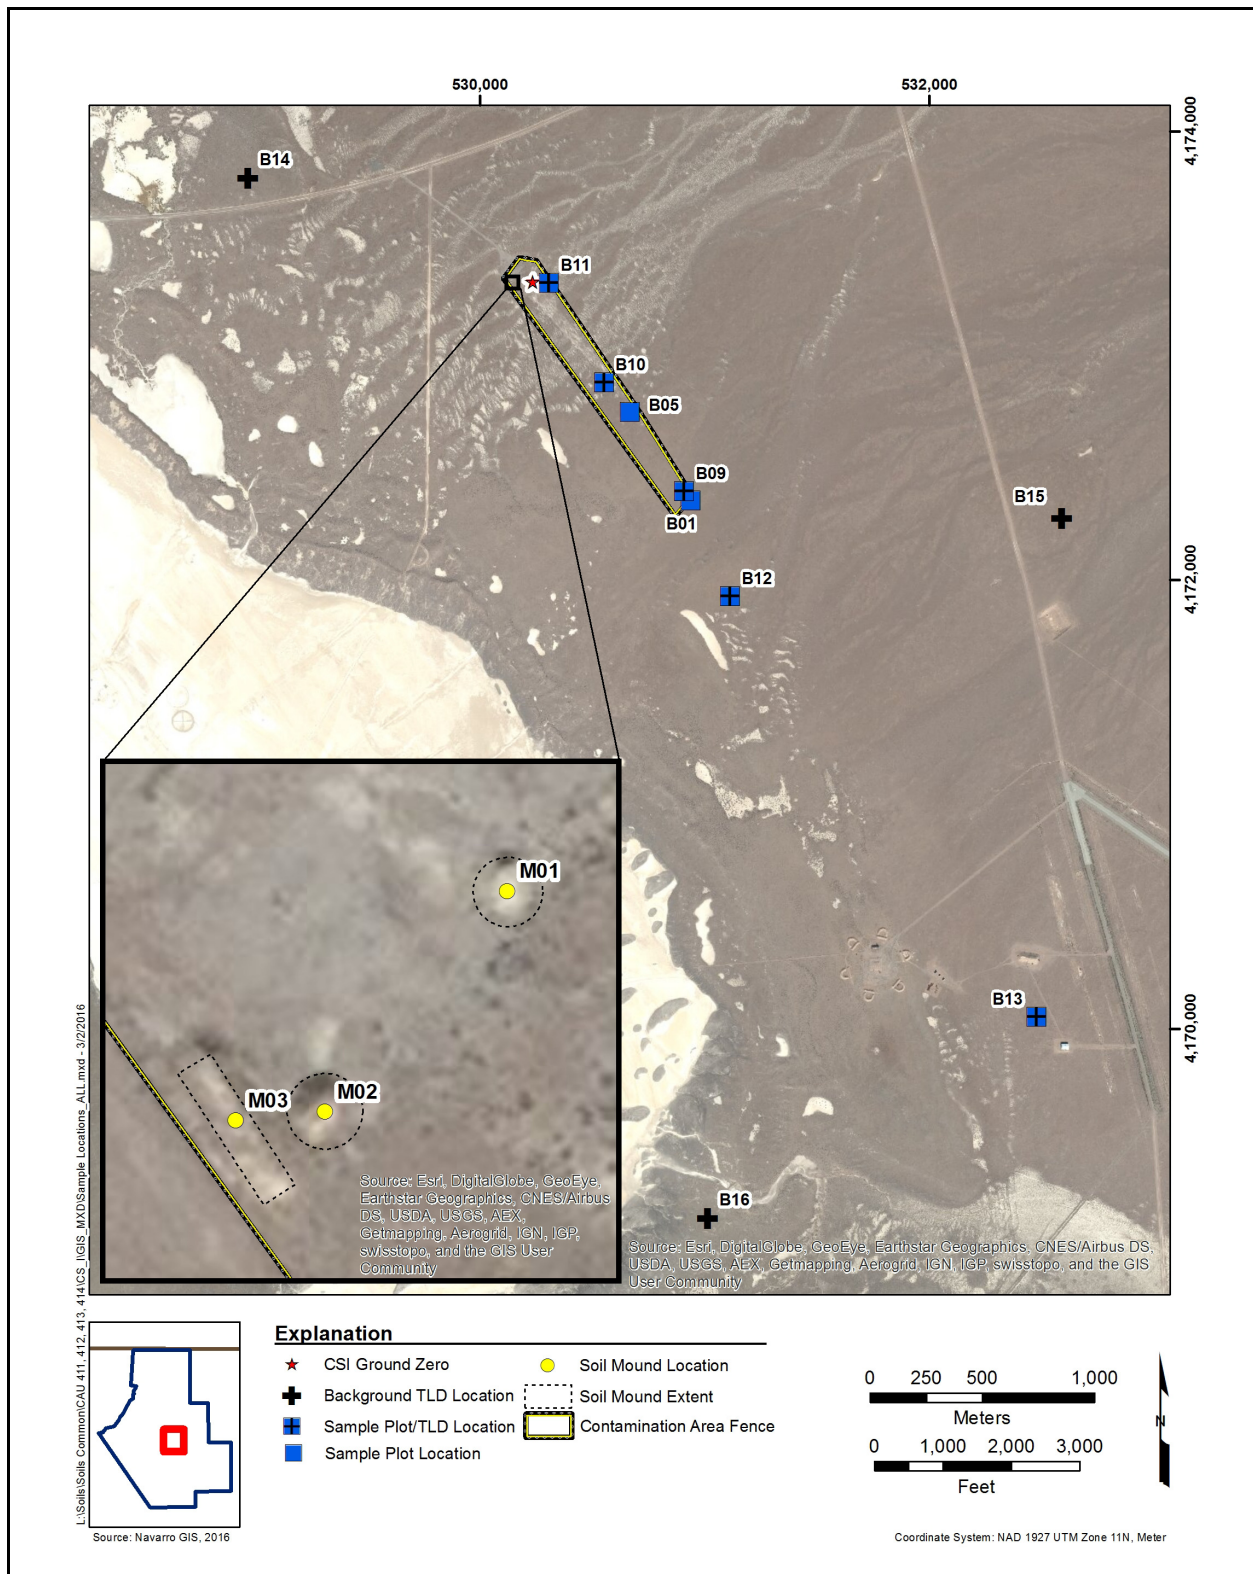 530,000
532,000
4,174,000
B14
B11
B10
B05
B09
B01
B15
4,172,000
B12
M01
M03
M02
Source: Esri, DigitalGlobe, GeoEye,
Earthstar Geographics, CNES/Airbus
DS, USDA, USGS, AEX,
Getmapping, Aerogrid, IGN, IGP,
swisstopo, and the GIS User
Community
B13
4,170,000
B16
Source: Esri, DigitalGlobe, GeoEye, Earthstar Geographics, CNES/Airbus DS,
USDA, USGS, AEX, Getmapping, Aerogrid, IGN, IGP, swisstopo, and the GIS
User Community
L:\Soils\Soils Common\CAU 411, 412, 413, 414\CS_I\GIS_MXD\Sample Locations_ALL.mxd - 3/2/2016
Source: Navarro GIS, 2016
Explanation
CSI Ground Zero
Background TLD Location
Sample Plot/TLD Location
Sample Plot Location
Soil Mound Location
Soil Mound Extent
Contamination Area Fence
0 250 500 1,000
Meters
0 1,000 2,000 3,000
Feet
N
Coordinate System: NAD 1927 UTM Zone 11N, Meter